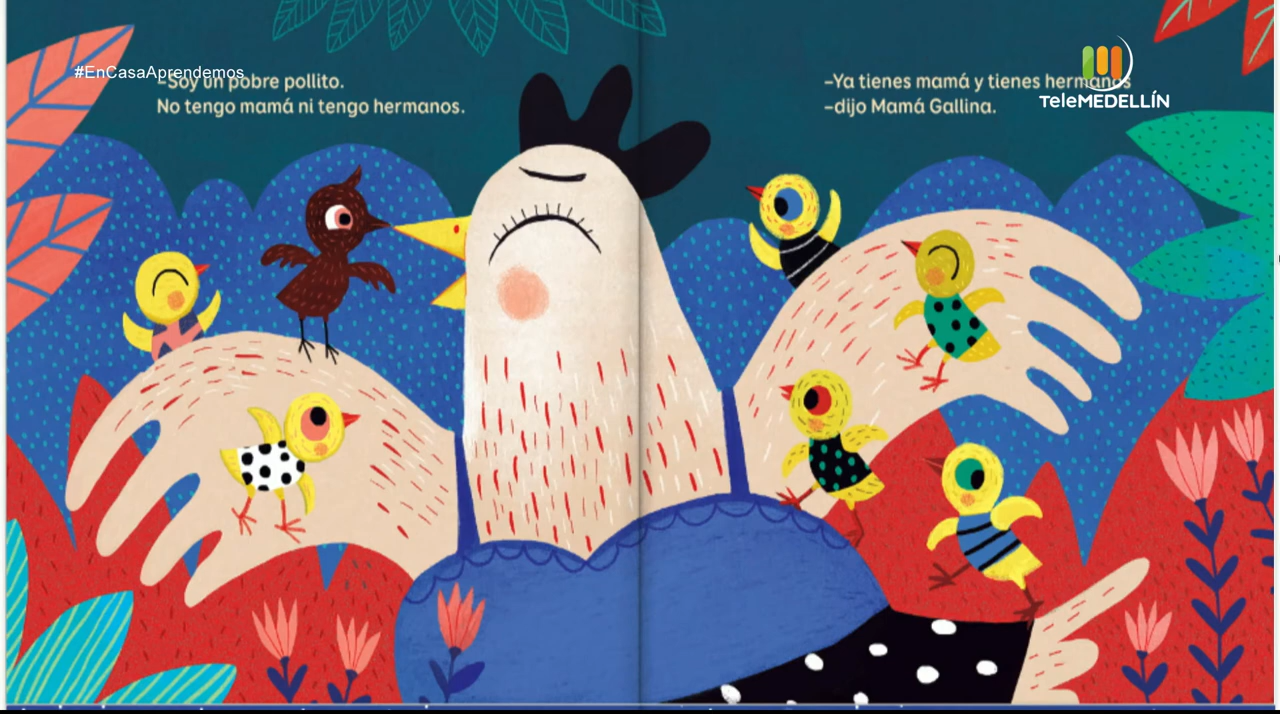 #EnCasaAprendemos
–Soy un pobre pollito.
No tengo mamá ni tengo hermanos.
–Ya tienes mamá y tienes hermanos
–dijo Mamá Gallina.
TeleMEDELLÍN